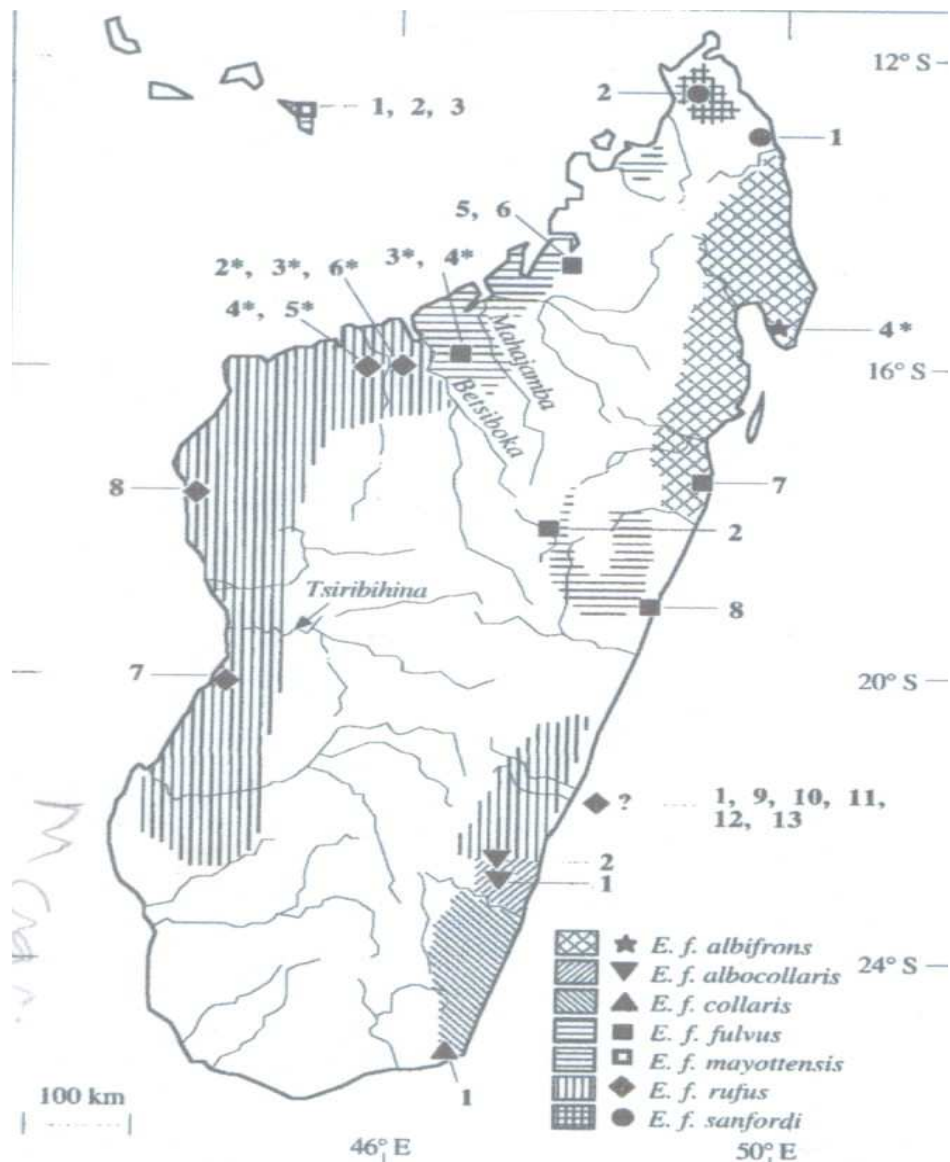 12° S
2
1, 2, 3
1
5, 6
2*, 3*, 6*
3*, 4*
4*, 5*
Mahajamba
4*
16° S
Betsiboka
8
7
2
Tsiribihina
8
7
20° S
?
1, 9, 10, 11,
12, 13
2
1
E. f. albifrons
E. f. albocollaris
24° S
E. f. collaris
E. f. fulvus
E. f. mayottensis
E. f. rufus
E. f. sanfordi
1
100 km
46° E
50° E